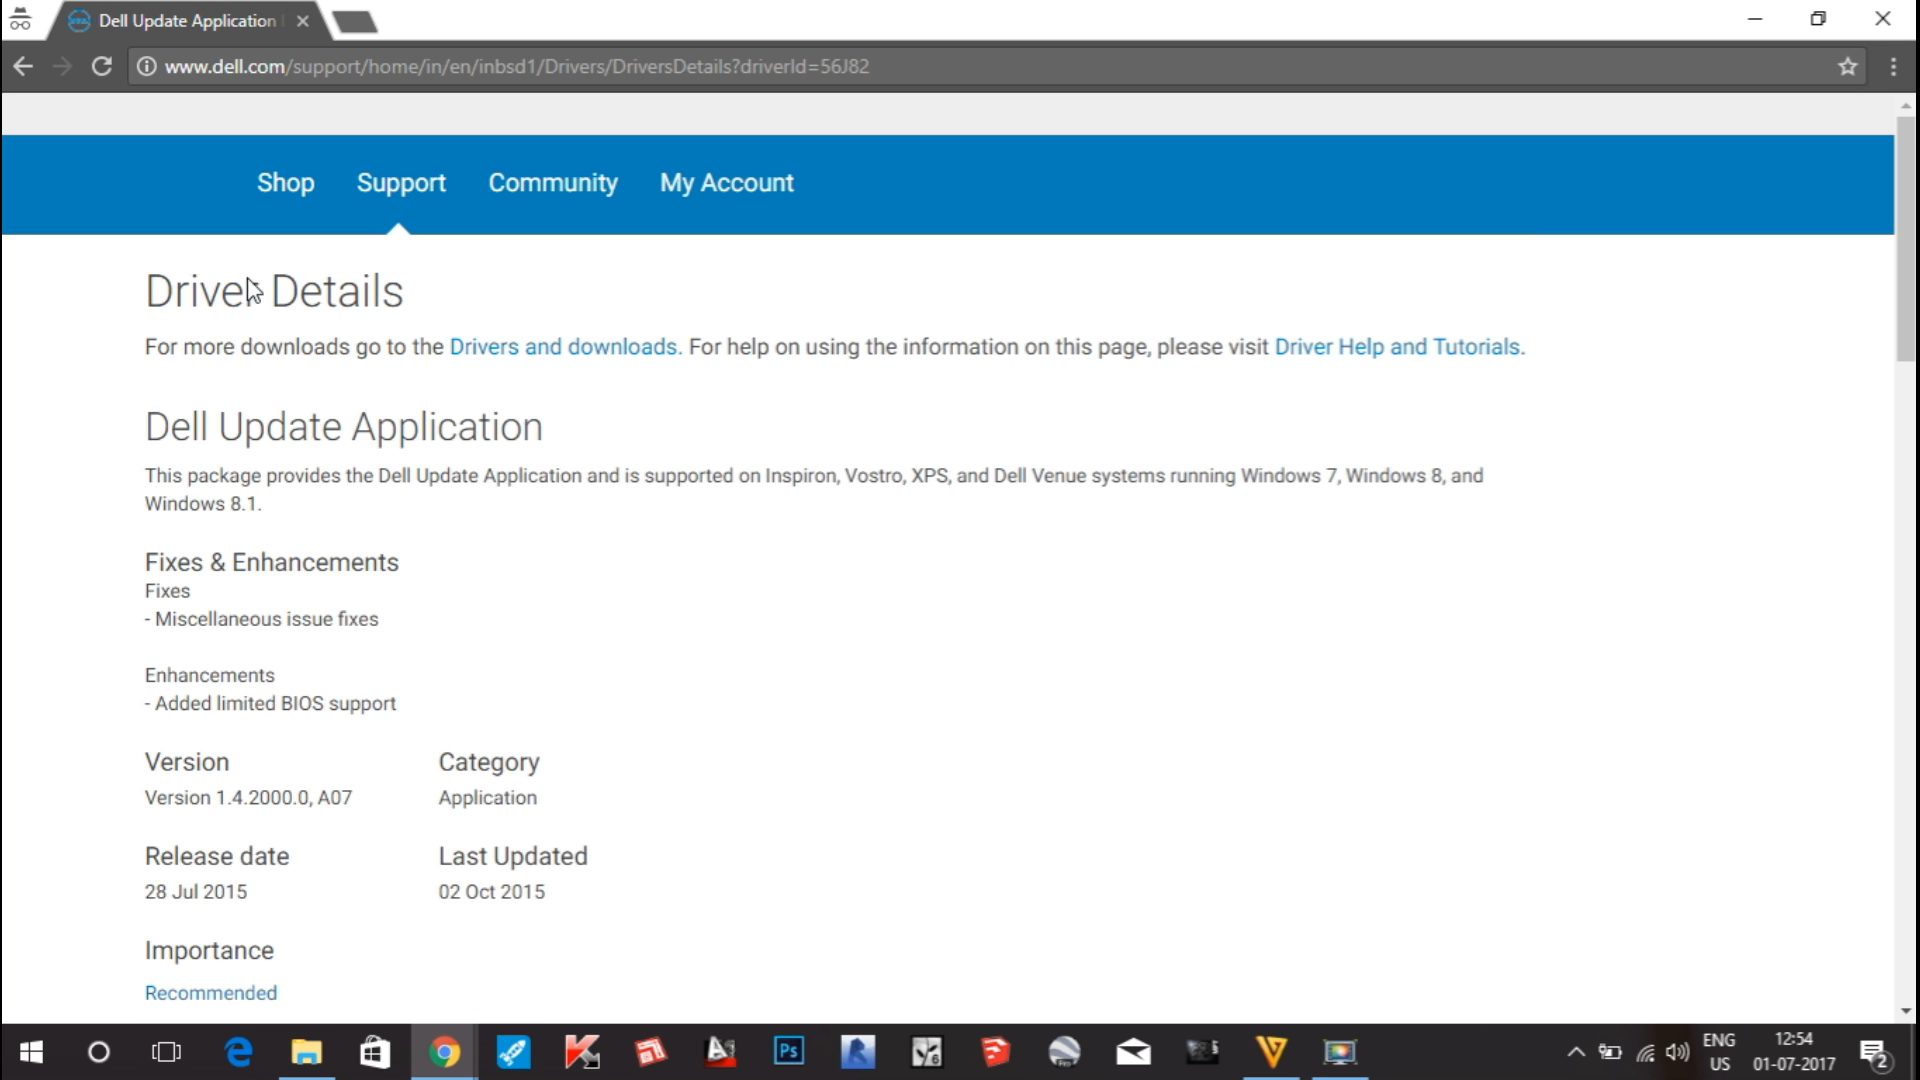 Dell Update Application
www.dell.com/support/home/in/en/inbsd1/Drivers/DriversDetails?driverId=56J82
Shop Support Community My Account
Driver Details
For more downloads go to the Drivers and downloads. For help on using the information on this page, please visit Driver Help and Tutorials.
Dell Update Application
This package provides the Dell Update Application and is supported on Inspiron, Vostro, XPS, and Dell Venue systems running Windows 7, Windows 8, and
Windows 8.1.
Fixes & Enhancements
Fixes
- Miscellaneous issue fixes
Enhancements
- Added limited BIOS support
Version Category
Version 1.4.2000.0, A07 Application
Release date Last Updated
28 Jul 2015 02 Oct 2015
Importance
Recommended
Ps
ENG 12:54
US 01-07-2017
2